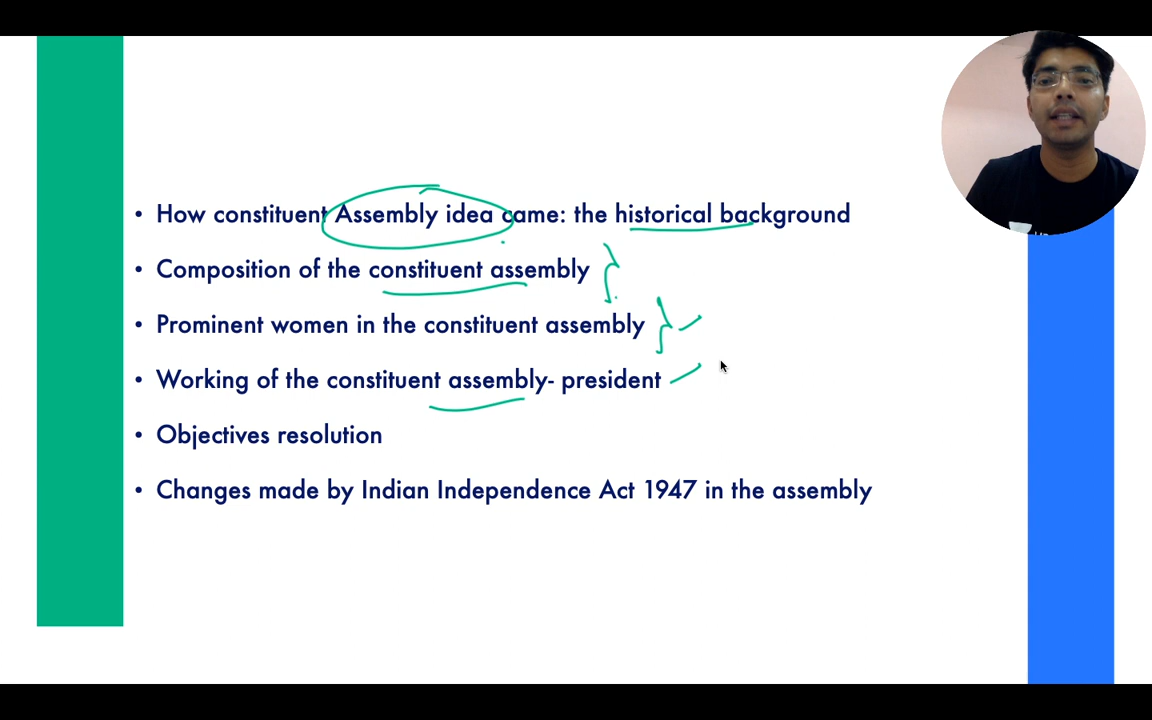 • How constituent Assembly idea came: the historical background
• Composition of the constituent assembly
• Prominent women in the constituent assembly
• Working of the constituent assembly- president
• Objectives resolution
• Changes made by Indian Independence Act 1947 in the assembly